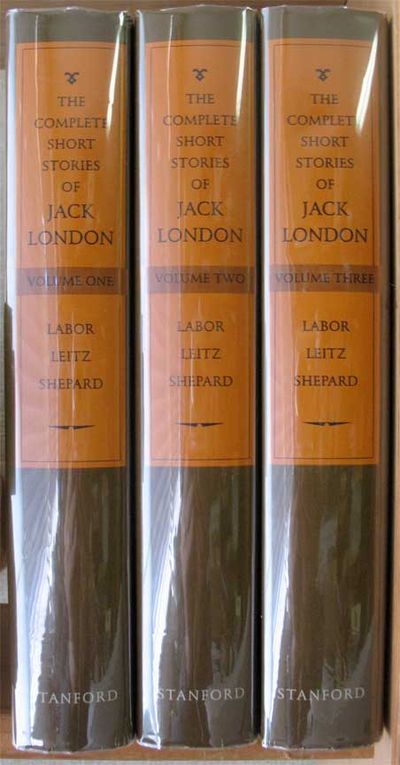 THE
COMPLETE
SHORT
STORIES
OF
JACK
LONDON
VOLUME ONE
LABOR
LEITZ
SHEPARD
STANFORD
THE
COMPLETE
SHORT
STORIES
OF
JACK
LONDON
VOLUME TWO
LABOR
LEITZ
SHEPARD
STANFORD
THE
COMPLETE
SHORT
STORIES
OF
JACK
LONDON
VOLUME THREE
LABOR
LEITZ
SHEPARD
STANFORD